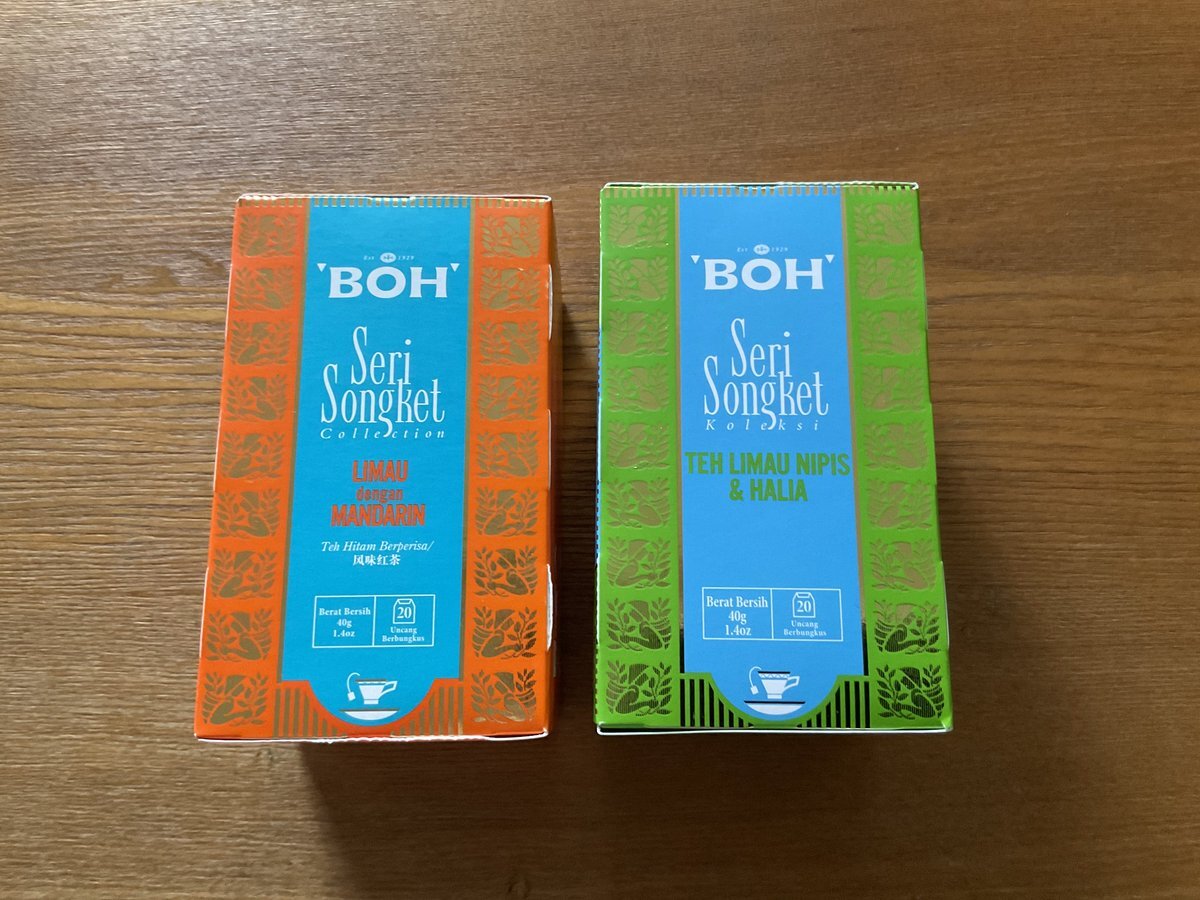 Est 1929
'BOH'
Seri
Songket
Collection
LIMAU
dengan
MANDARIN
Teh Hitam Berperisa/
风味红茶
Berat Bersih
40g
1.4oz
20
Uncang
Berbungkus
Est 1929
'BOH'
Seri
Songket
Koleksi
TEH LIMAU NIPIS
& HALIA
Berat Bersih
40g
1.4oz
20
Uncang
Berbungkus